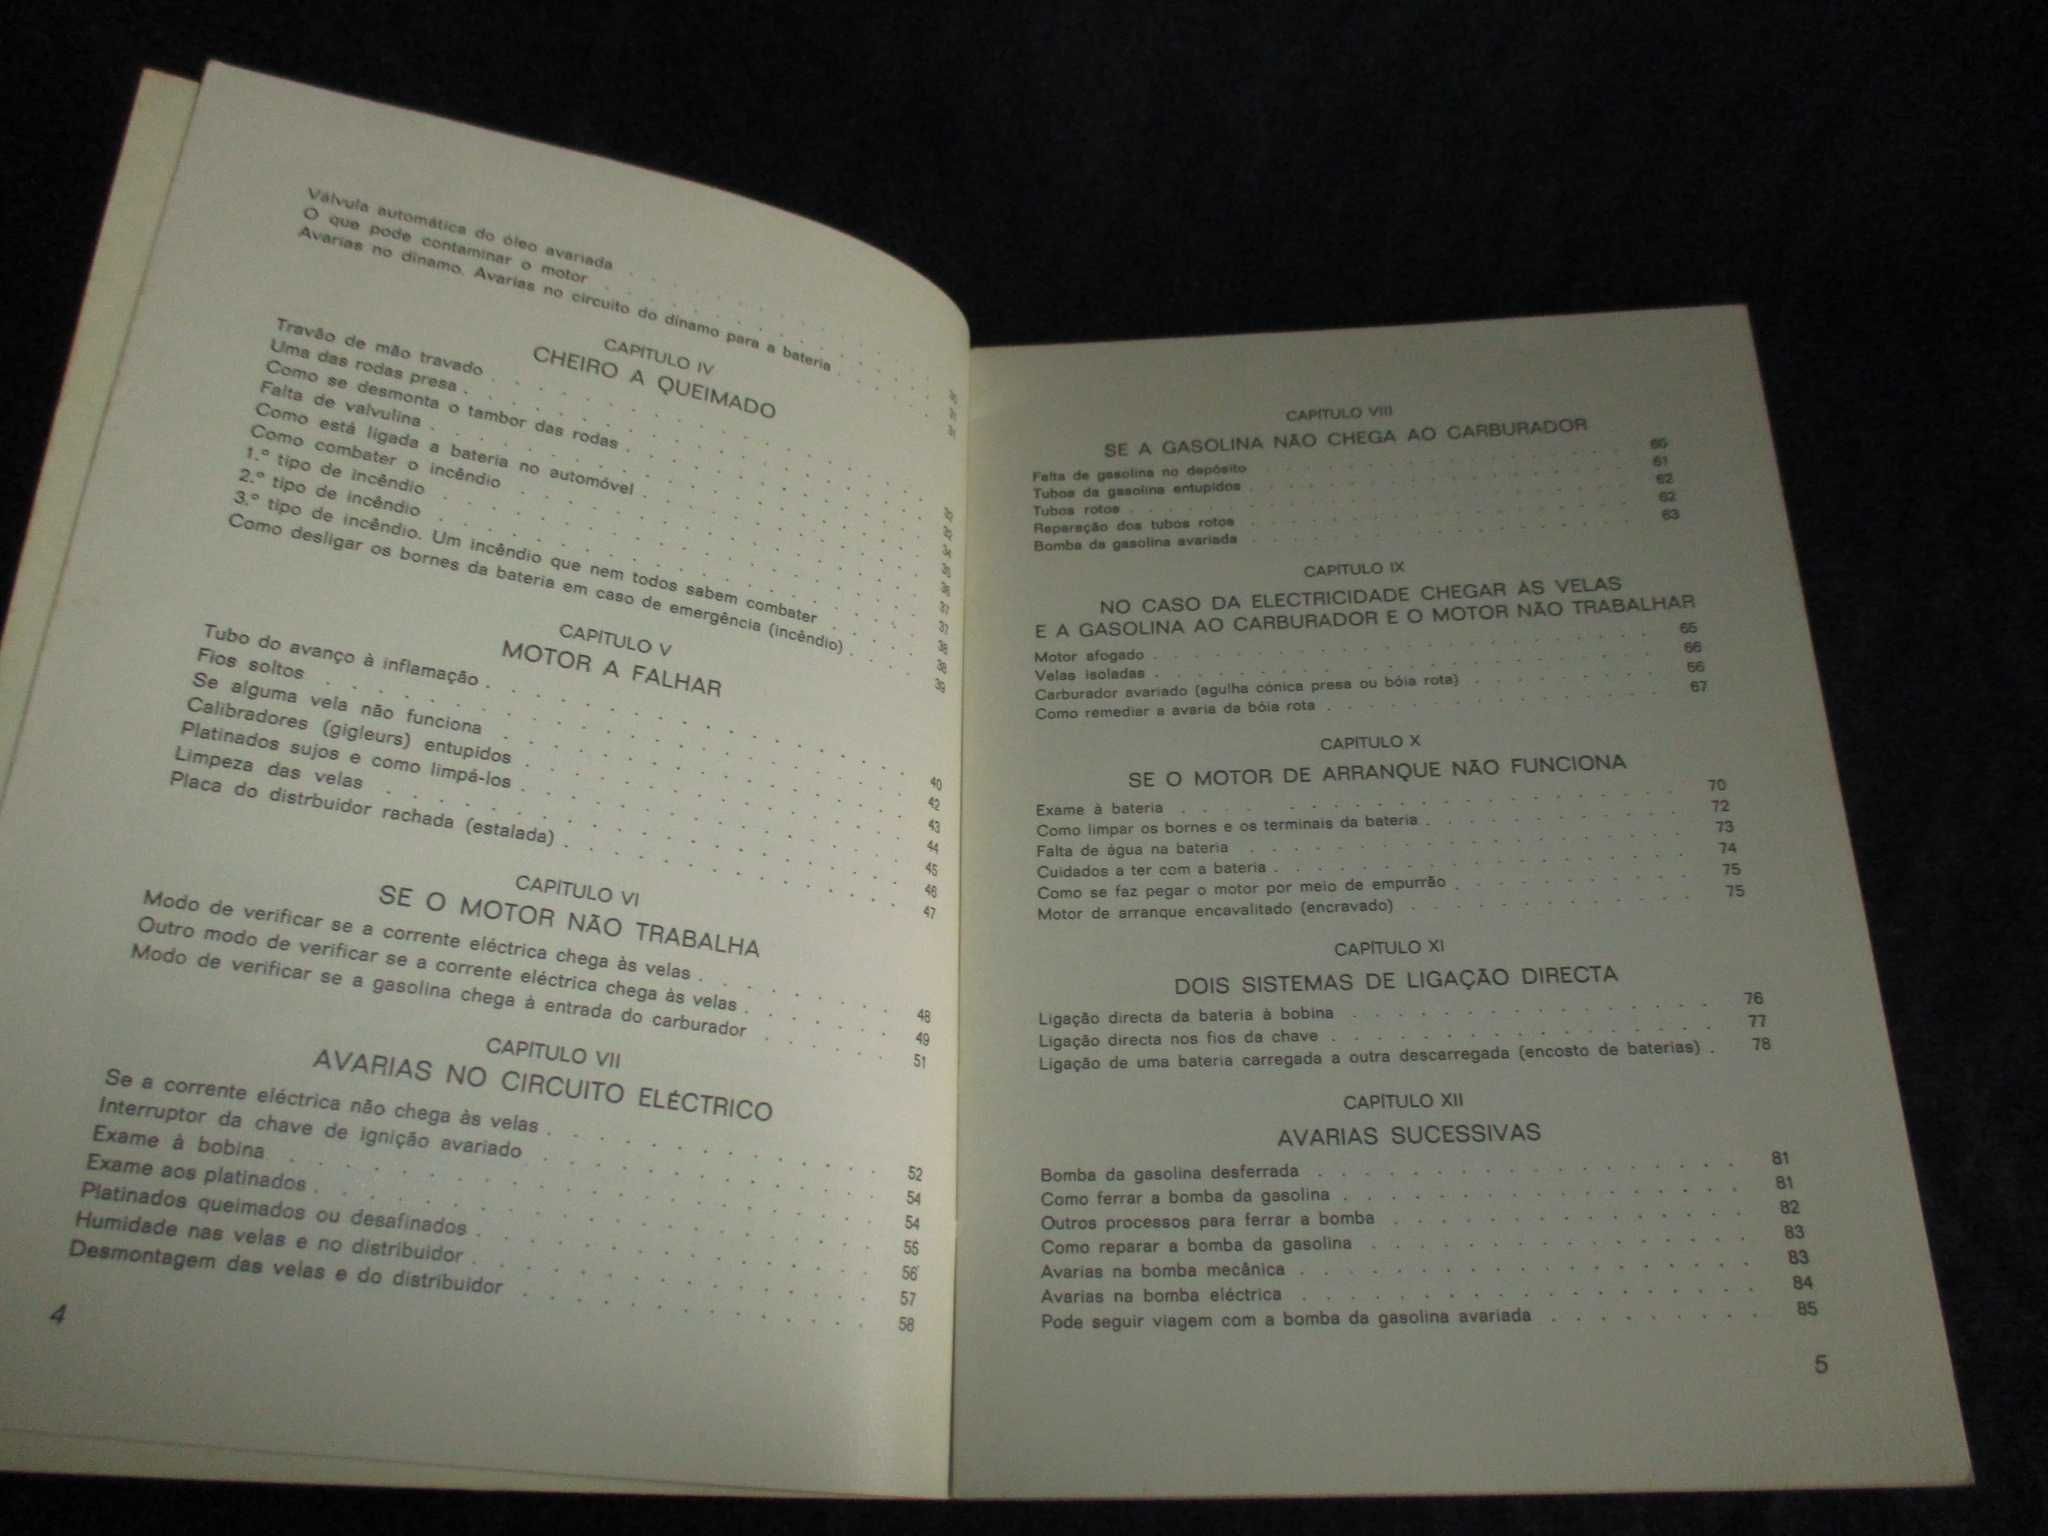 Válvula automática do óleo avariada
O que pode contaminar o motor
Avarias no dínamo. Avarias no circuito do dínamo para a bateria
CAPÍTULO IV
CHEIRO A QUEIMADO
Travão de mão travado
Uma das rodas presa
Como se desmonta o tambor das rodas
Falta de valvulina
Como está ligada a bateria no automóvel
Como combater o incêndio
1.º tipo de incêndio
2.º tipo de incêndio
3.º tipo de incêndio. Um incêndio que nem todos sabem combater
Como desligar os bornes da bateria em caso de emergência (incêndio) 39
CAPÍTULO V
MOTOR A FALHAR
Tubo do avanço à inflamação 40
Fios soltos 42
Se alguma vela não funciona 43
Calibradores (gigleurs) entupidos 44
Platinados sujos e como limpá-los 45
Limpeza das velas 46
Placa do distrbuidor rachada (estalada) 47
CAPÍTULO VI
SE O MOTOR NÃO TRABALHA
Modo de verificar se a corrente eléctrica chega às velas 48
Outro modo de verificar se a corrente eléctrica chega às velas 49
Modo de verificar se a gasolina chega à entrada do carburador 51
CAPÍTULO VII
AVARIAS NO CIRCUITO ELÉCTRICO
Se a corrente eléctrica não chega às velas 52
Interruptor da chave de ignição avariado 54
Exame à bobina 54
Exame aos platinados 55
Platinados queimados ou desafinados 56
Humidade nas velas e no distribuidor 57
Desmontagem das velas e do distribuidor 58
4
CAPÍTULO VIII
SE A GASOLINA NÃO CHEGA AO CARBURADOR
Falta de gasolina no depósito 60
Tubos da gasolina entupidos 61
Tubos rotos 62
Reparação dos tubos rotos 62
Bomba da gasolina avariada 63
CAPÍTULO IX
NO CASO DA ELECTRICIDADE CHEGAR ÀS VELAS
E A GASOLINA AO CARBURADOR E O MOTOR NÃO TRABALHAR
Motor afogado 65
Velas isoladas 66
Carburador avariado (agulha cónica presa ou bóia rota) 66
Como remediar a avaria da bóia rota 67
CAPÍTULO X
SE O MOTOR DE ARRANQUE NÃO FUNCIONA
Exame à bateria 70
Como limpar os bornes e os terminais da bateria 72
Falta de água na bateria 73
Cuidados a ter com a bateria 74
Como se faz pegar o motor por meio de empurrão 75
Motor de arranque encavalitado (encravado) 75
CAPÍTULO XI
DOIS SISTEMAS DE LIGAÇÃO DIRECTA
Ligação directa da bateria à bobina 76
Ligação directa nos fios da chave 77
Ligação de uma bateria carregada a outra descarregada (encosto de baterias) 78
CAPÍTULO XII
AVARIAS SUCESSIVAS
Bomba da gasolina desferrada 81
Como ferrar a bomba da gasolina 81
Outros processos para ferrar a bomba 82
Como reparar a bomba da gasolina 83
Avarias na bomba mecânica 83
Avarias na bomba eléctrica 84
Pode seguir viagem com a bomba da gasolina avariada 85
5